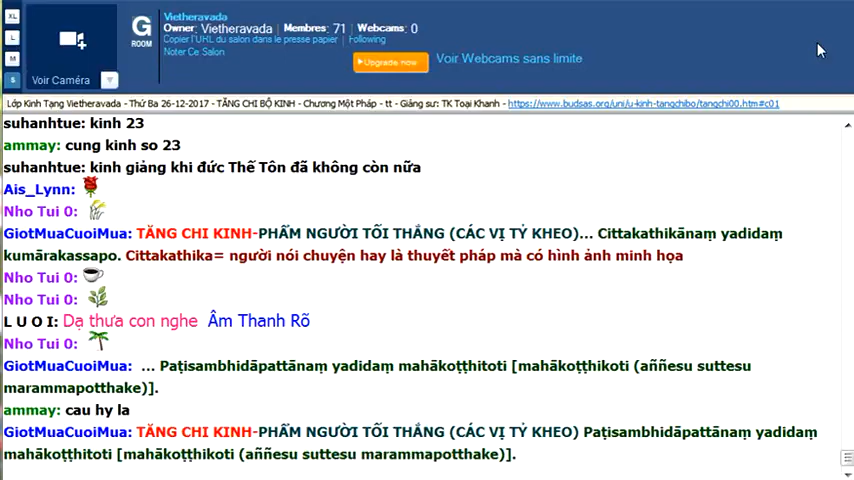 XL
L
M
S
Voir Caméra
G
ROOM
Vietheravada
Owner: Vietheravada Membres: 71 Webcams: 0
Copier l'URL du salon dans le presse papier | Following
Noter Ce Salon
Upgrade now
Voir Webcams sans limite
Lớp Kinh Tạng Vietheravada - Thứ Ba 26-12-2017 - TĂNG CHI BỘ KINH - Chương Một Pháp - tt - Giảng sư: TK Toại Khanh - https://www.budsas.org/uni/u-kinh-tangchibo/tangchi00.htm#c01
suhanhtue: kinh 23
ammay: cung kinh so 23
suhanhtue: kinh giảng khi đức Thế Tôn đã không còn nữa
Ais_Lynn:
Nho Tui 0:
GiotMuaCuoiMua: TĂNG CHI KINH-PHẨM NGƯỜI TỐI THẮNG (CÁC VỊ TỶ KHEO)... Cittakathikānaṃ yadidaṃ
kumārakassapo. Cittakathika= người nói chuyện hay là thuyết pháp mà có hình ảnh minh họa
Nho Tui 0:
Nho Tui 0:
L U O I: Dạ thưa con nghe Âm Thanh Rõ
Nho Tui 0:
GiotMuaCuoiMua: ... Paṭisambhidāpattānaṃ yadidaṃ mahākoṭṭhitoti [mahākoṭṭhikoti (aññesu suttesu
marammapotthake)].
ammay: cau hy la
GiotMuaCuoiMua: TĂNG CHI KINH-PHẨM NGƯỜI TỐI THẮNG (CÁC VỊ TỶ KHEO) Paṭisambhidāpattānaṃ yadidaṃ
mahākoṭṭhitoti [mahākoṭṭhikoti (aññesu suttesu marammapotthake)].